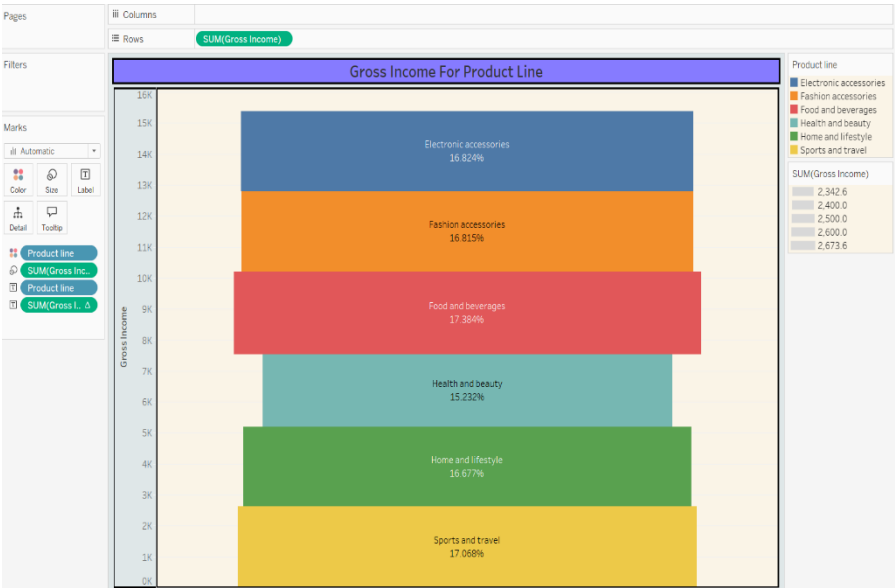 Pages
Columns
Rows
SUM(Gross Income)
Filters
Marks
Automatic
Color
Size
Label
Detail
Tooltip
Product line
SUM(Gross Inc..
Product line
SUM(Gross I.. Δ
Gross Income For Product Line
Gross Income
16K
15K
14K
13K
12K
11K
10K
9K
8K
7K
6K
5K
4K
3K
2K
1K
0K
Electronic accessories
16.824%
Fashion accessories
16.815%
Food and beverages
17.384%
Health and beauty
15.232%
Home and lifestyle
16.677%
Sports and travel
17.068%
Product line
Electronic accessories
Fashion accessories
Food and beverages
Health and beauty
Home and lifestyle
Sports and travel
SUM(Gross Income)
2,342.6
2,400.0
2,500.0
2,600.0
2,673.6